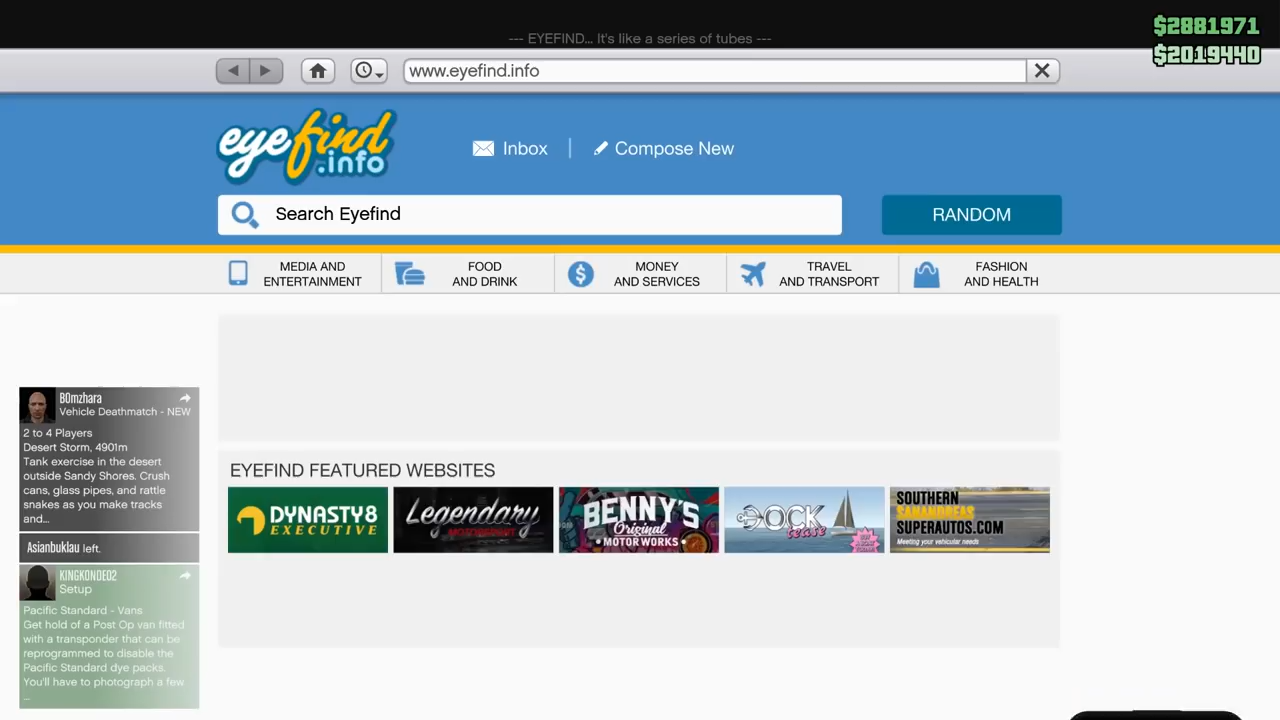 --- EYEFIND... It's like a series of tubes ---
$2881971
$2019440
www.eyefind.info
eyefind
.info
Inbox
Compose New
Search Eyefind
RANDOM
MEDIA AND
ENTERTAINMENT
FOOD
AND DRINK
MONEY
AND SERVICES
TRAVEL
AND TRANSPORT
FASHION
AND HEALTH
B0mzhara
Vehicle Deathmatch - NEW
2 to 4 Players
Desert Storm, 4901m
Tank exercise in the desert
outside Sandy Shores. Crush
cans, glass pipes, and rattle
snakes as you make tracks
and...
Asianbuklau left.
KINGKONDE02
Setup
Pacific Standard - Vans
Get hold of a Post Op van fitted
with a transponder that can be
reprogrammed to disable the
Pacific Standard dye packs.
You'll have to photograph a few
...
EYEFIND FEATURED WEBSITES
DYNASTY8
EXECUTIVE
Legendary
MOTORSPORT
BENNY'S
Original
MOTOR WORKS
DOCK
tease
SOUTHERN
SANANDREAS
SUPERAUTOS.COM
Meeting your vehicular needs